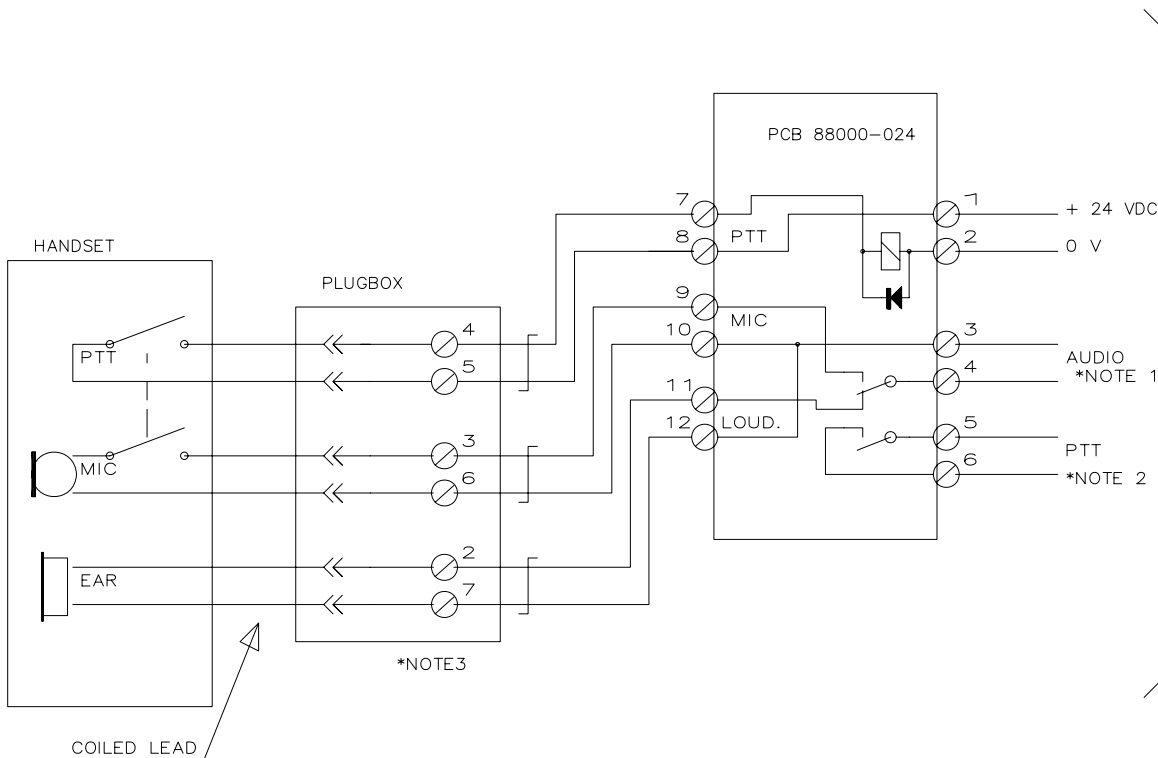 PCB 88000-024
7
1
+ 24 VDC
8
PTT
2
0 V
HANDSET
PLUGBOX
9
MIC
10
3
4
PTT
AUDIO
*NOTE 1
5
4
11
12
LOUD.
5
PTT
3
MIC
6
*NOTE 2
6
2
EAR
7
*NOTE3
COILED LEAD